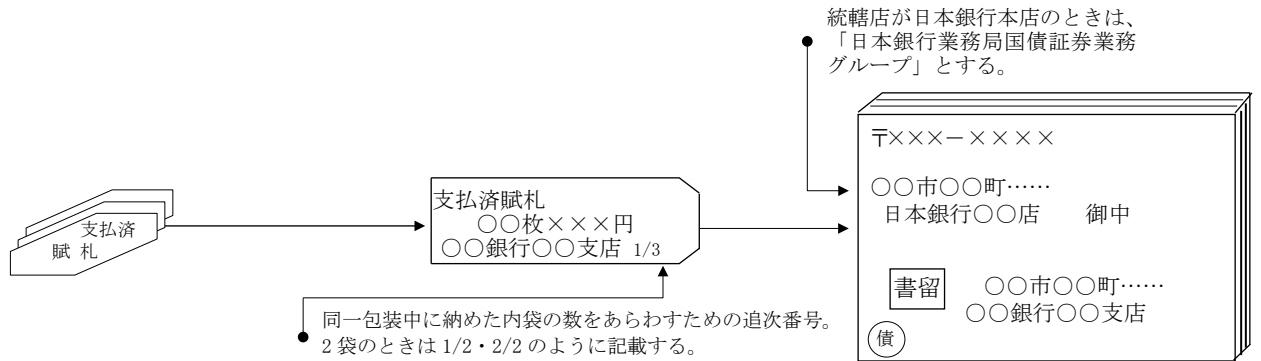 統轄店が日本銀行本店のときは、
「日本銀行業務局国債証券業務
グループ」とする。
支払済
賦 札
支払済賦札
○○枚×××円
○○銀行○○支店 1/3
同一包装中に納めた内袋の数をあらわすための追次番号。
2 袋のときは 1/2・2/2 のように記載する。
〒×××－××××
○○市○○町……
日本銀行○○店 御中
書留
○○市○○町……
○○銀行○○支店
債